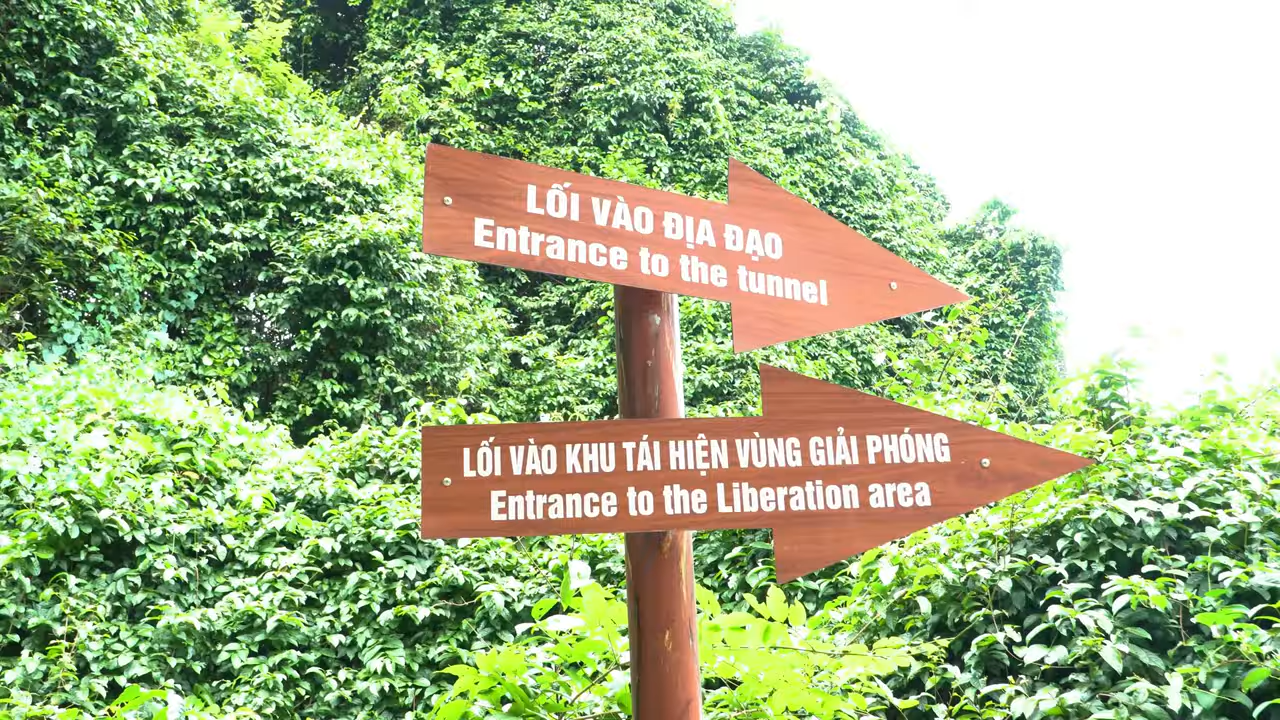 LỐI VÀO ĐỊA ĐẠO
Entrance to the tunnel
LỐI VÀO KHU TÁI HIỆN VÙNG GIẢI PHÓNG
Entrance to the Liberation area